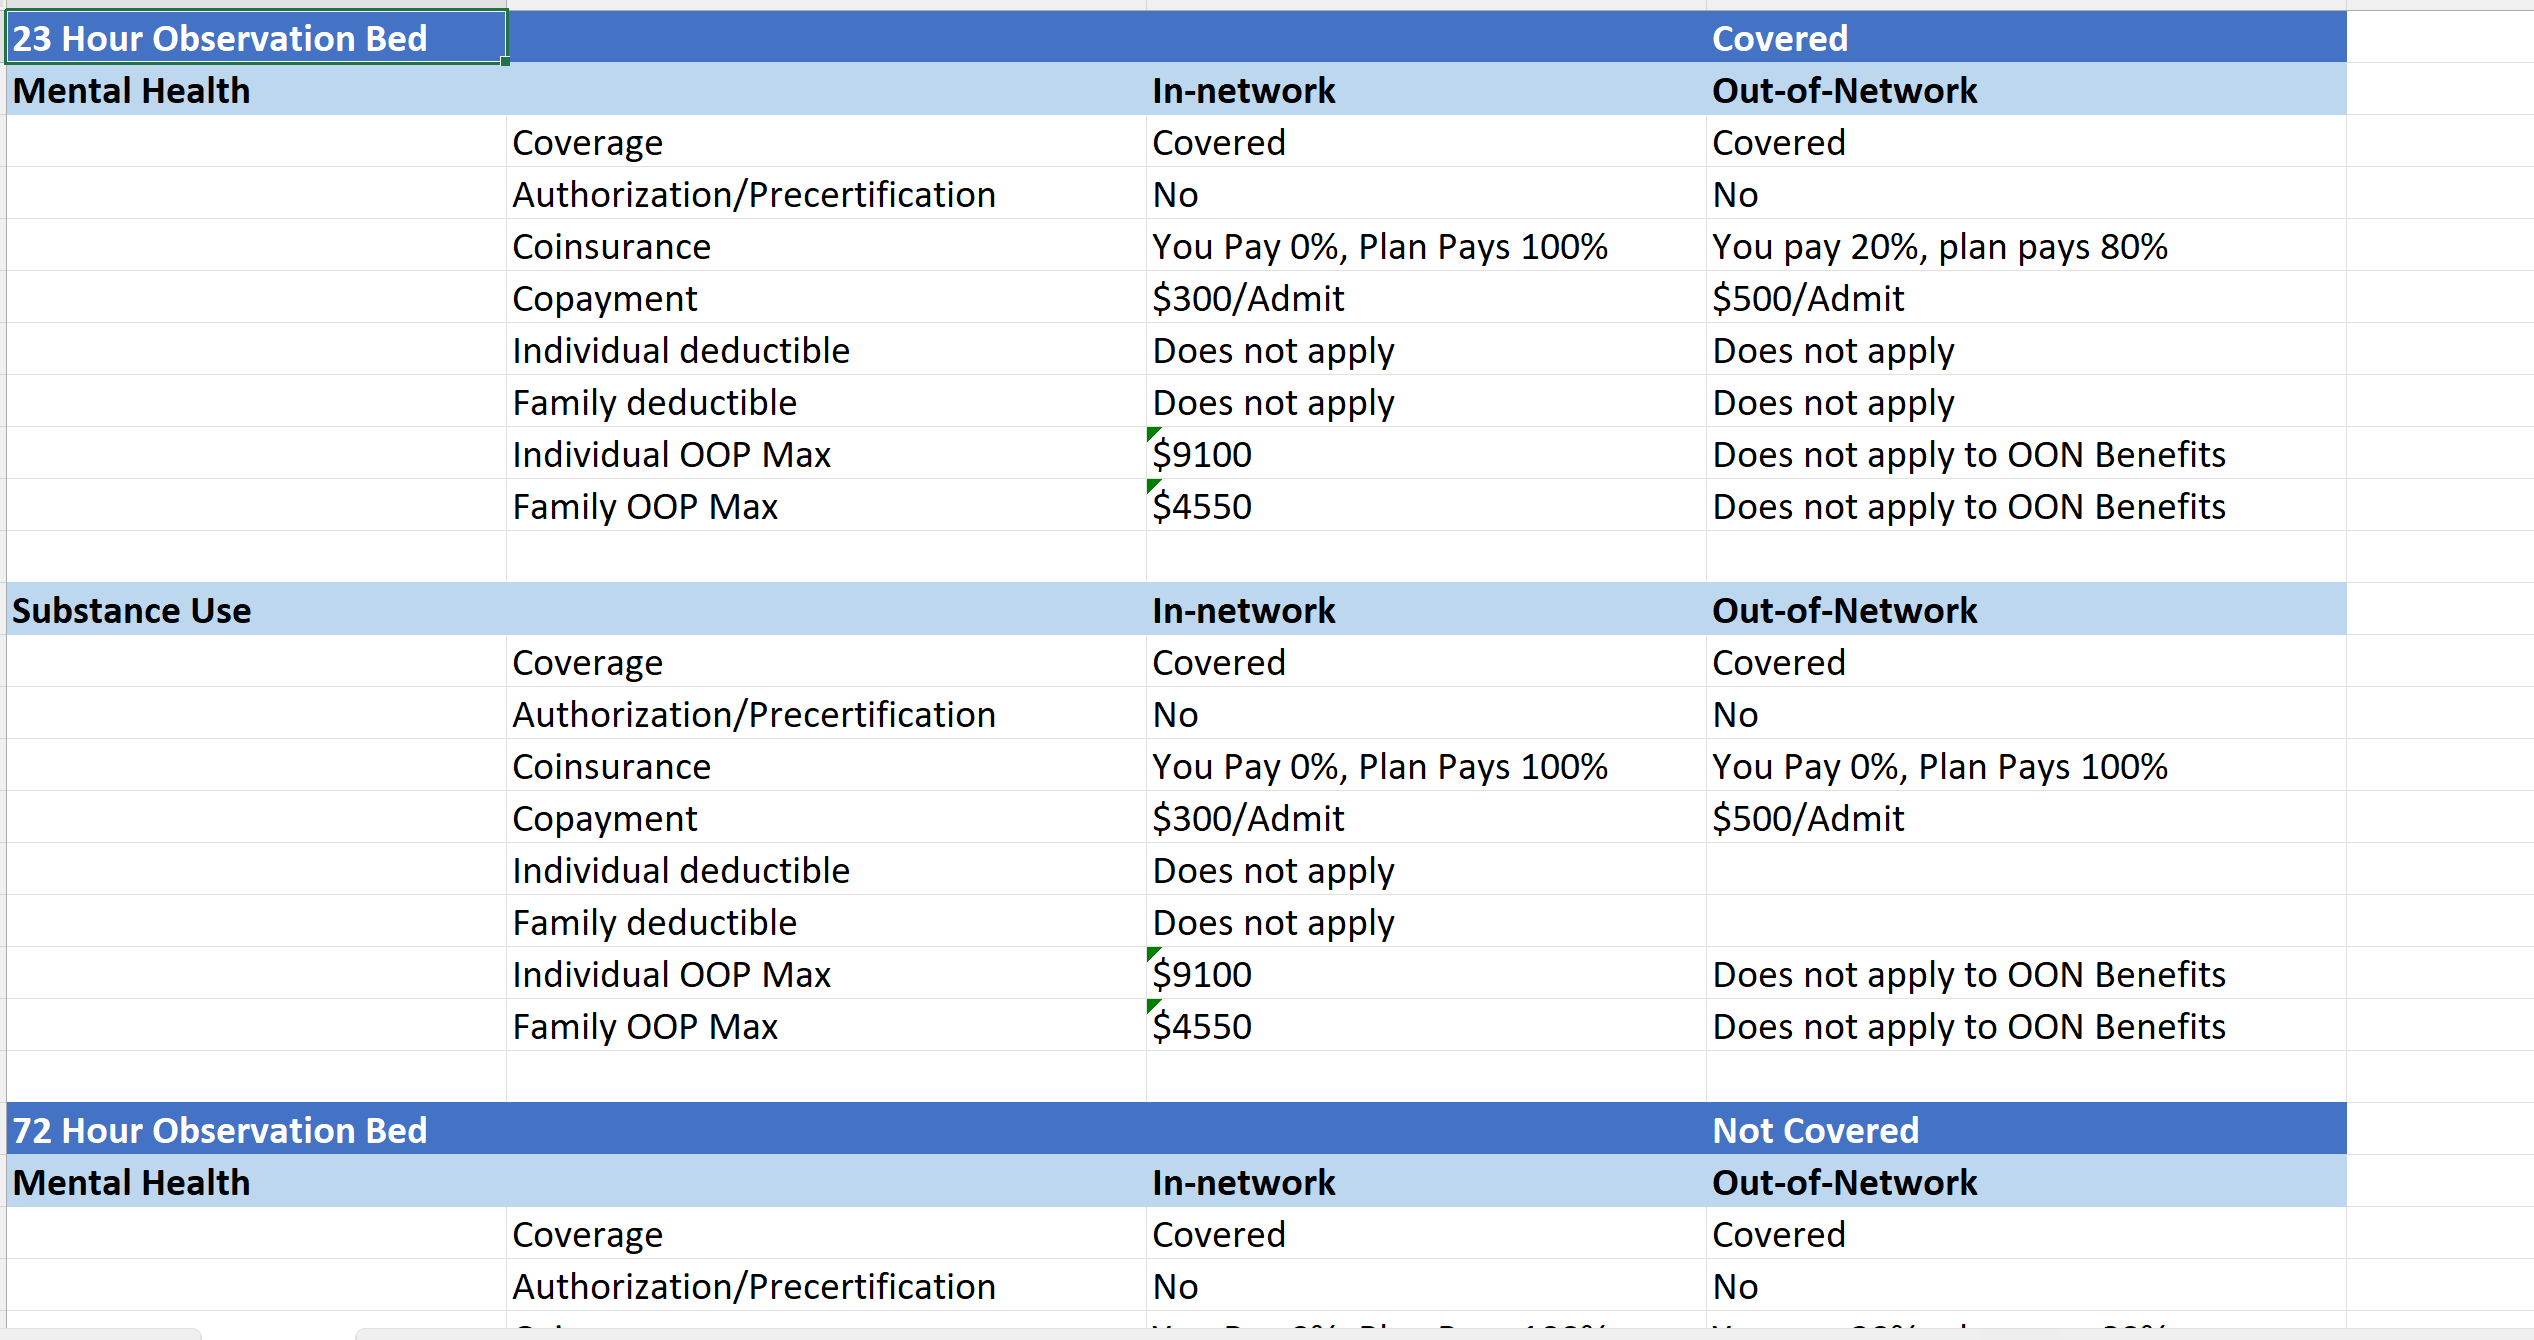 23 Hour Observation Bed Covered
Mental Health In-network Out-of-Network
Coverage Covered Covered
Authorization/Precertification No No
Coinsurance You Pay 0%, Plan Pays 100% You pay 20%, plan pays 80%
Copayment $300/Admit $500/Admit
Individual deductible Does not apply Does not apply
Family deductible Does not apply Does not apply
Individual OOP Max $9100 Does not apply to OON Benefits
Family OOP Max $4550 Does not apply to OON Benefits
Substance Use In-network Out-of-Network
Coverage Covered Covered
Authorization/Precertification No No
Coinsurance You Pay 0%, Plan Pays 100% You Pay 0%, Plan Pays 100%
Copayment $300/Admit $500/Admit
Individual deductible Does not apply
Family deductible Does not apply
Individual OOP Max $9100 Does not apply to OON Benefits
Family OOP Max $4550 Does not apply to OON Benefits
72 Hour Observation Bed Not Covered
Mental Health In-network Out-of-Network
Coverage Covered Covered
Authorization/Precertification No No